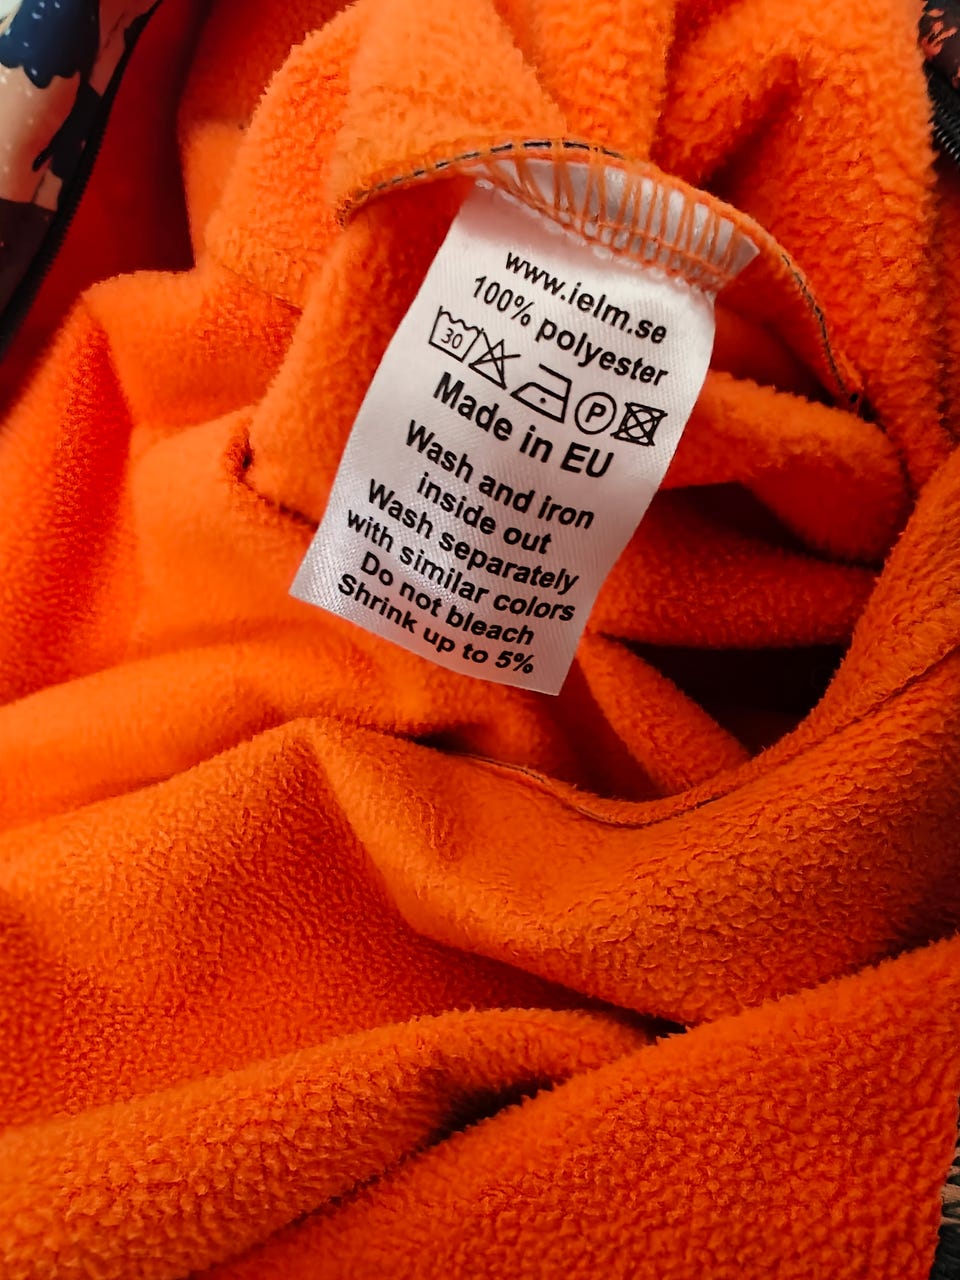 www.ielm.se
100% polyester
30 P
Made in EU
Wash and iron
inside out
Wash separately
with similar colors
Do not bleach
Shrink up to 5%